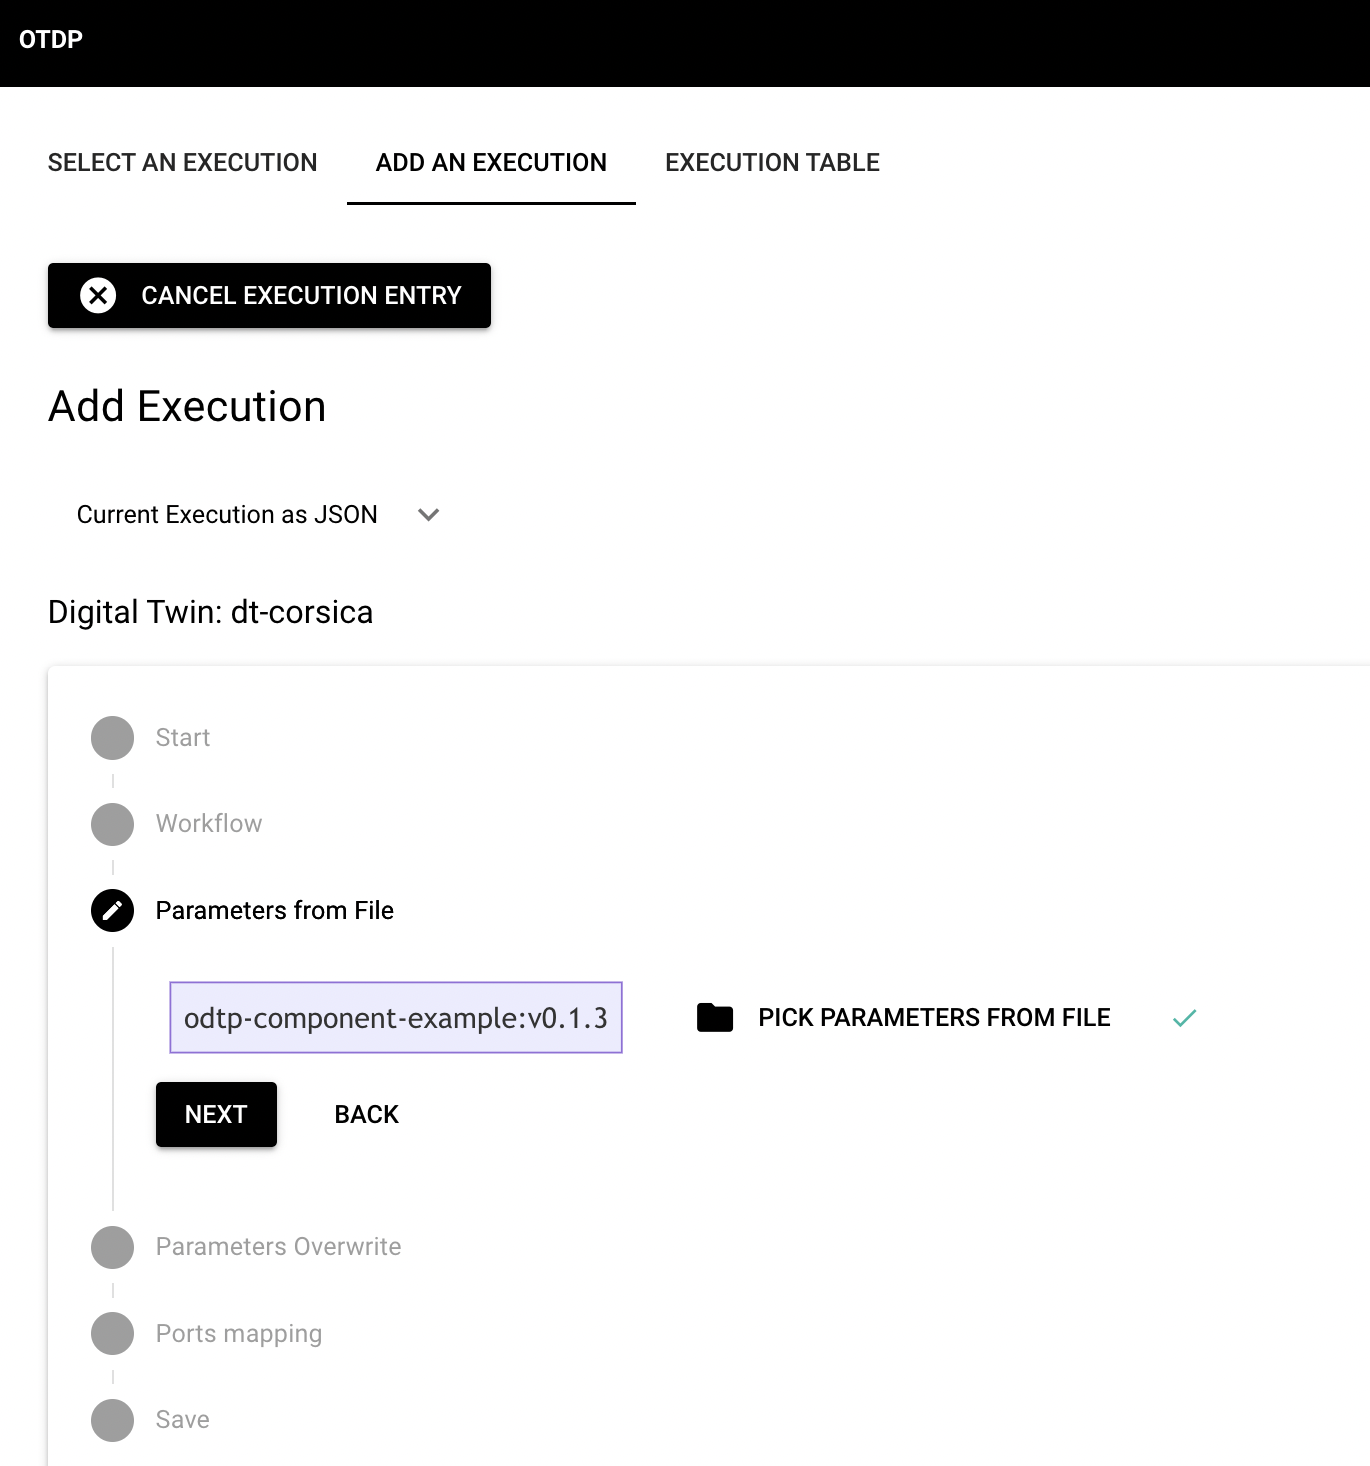 OTDP
SELECT AN EXECUTION ADD AN EXECUTION EXECUTION TABLE
CANCEL EXECUTION ENTRY
Add Execution
Current Execution as JSON
Digital Twin: dt-corsica
Start
Workflow
Parameters from File
odtp-component-example:v0.1.3 PICK PARAMETERS FROM FILE
NEXT BACK
Parameters Overwrite
Ports mapping
Save